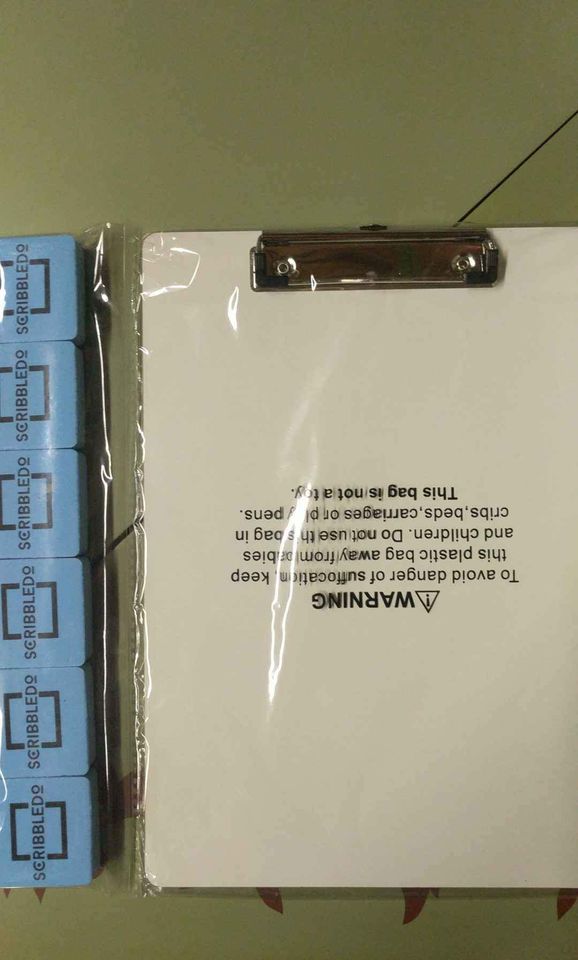 SCRIBBLEDO
SCRIBBLEDO
SCRIBBLEDO
SCRIBBLEDO
SCRIBBLEDO
SCRIBBLEDO
⚠WARNING
To avoid danger of suffocation, keep
this plastic bag away from babies
and children. Do not use this bag in
cribs,beds,carriages or play pens.
This bag is not a toy.